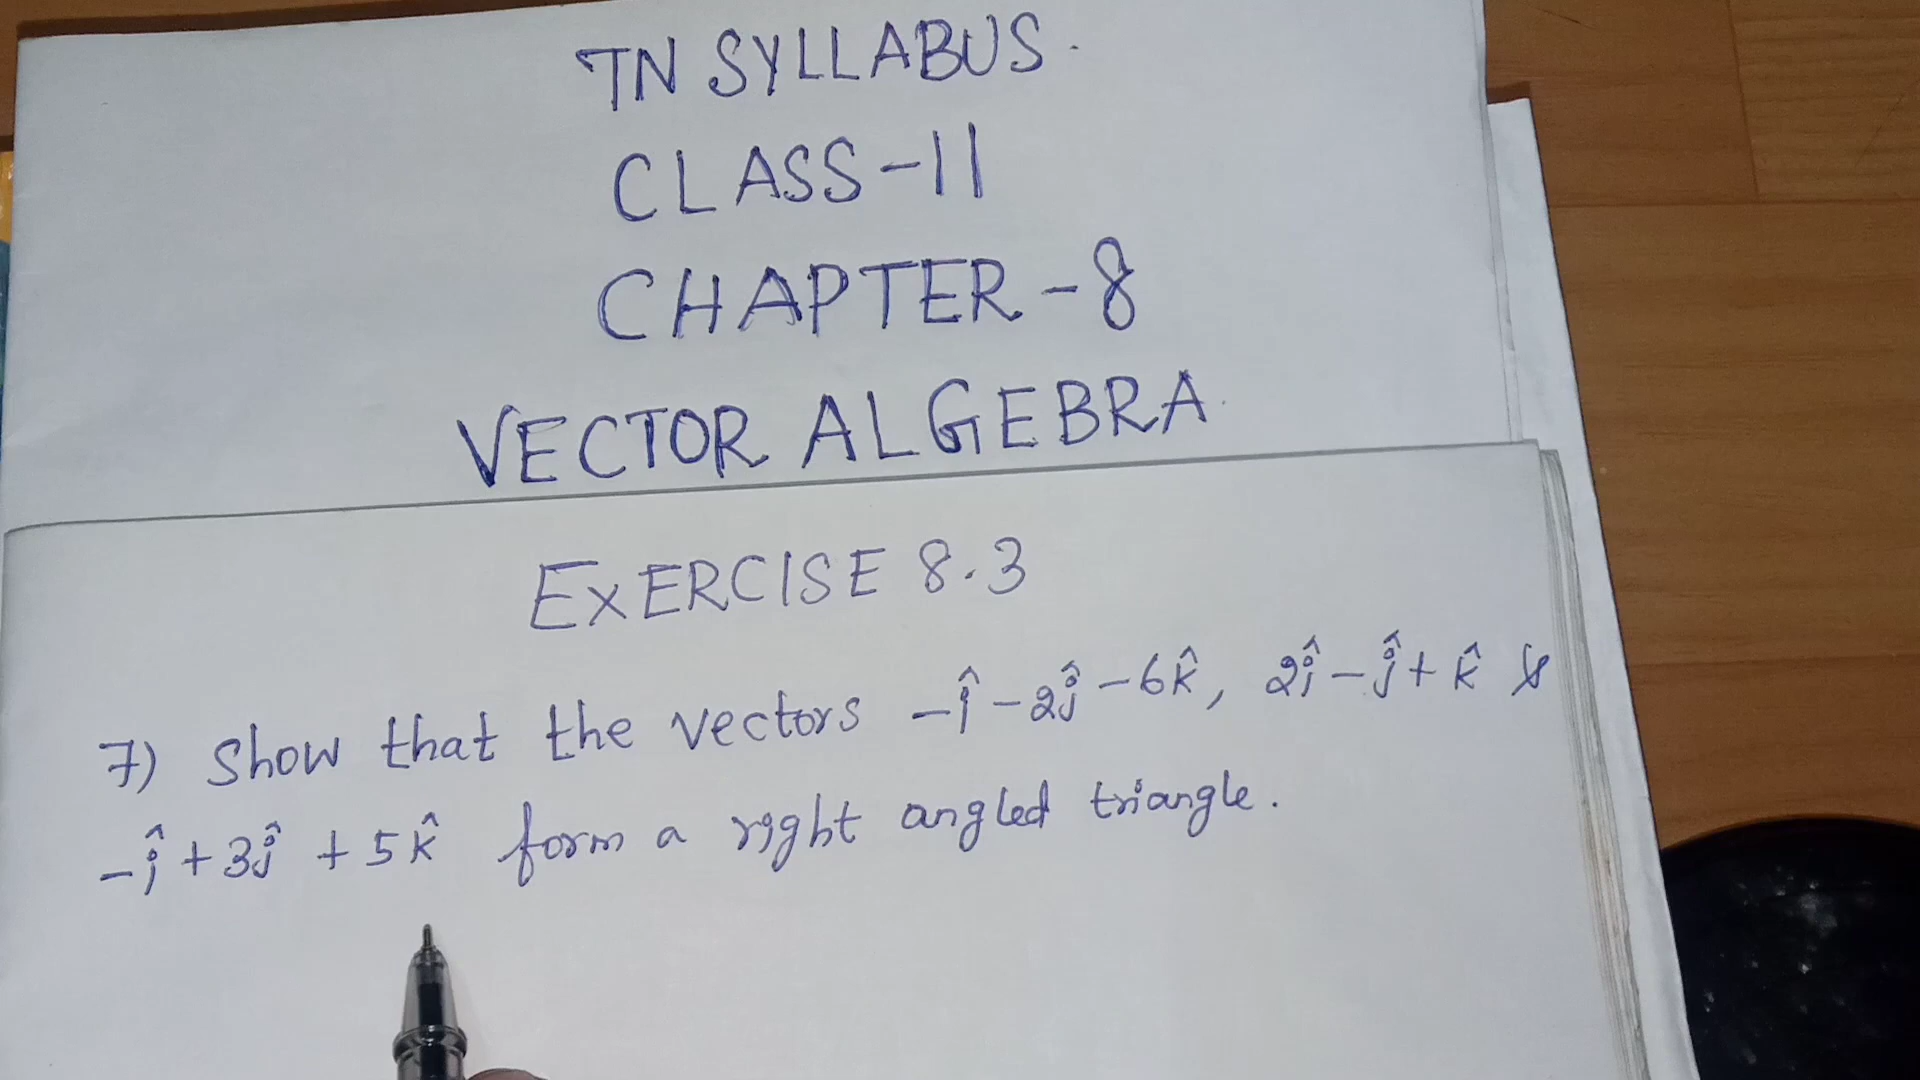 TN SYLLABUS.
CLASS-11
CHAPTER-8
VECTOR ALGEBRA.
EXERCISE 8.3
7) Show that the vectors -î-2ĵ-6k̂, 2î-ĵ+k̂ &
-î+3ĵ+5k̂ form a right angled triangle.